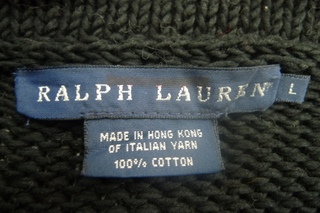 RALPH LAUREN
L
MADE IN HONG KONG
OF ITALIAN YARN
100% COTTON